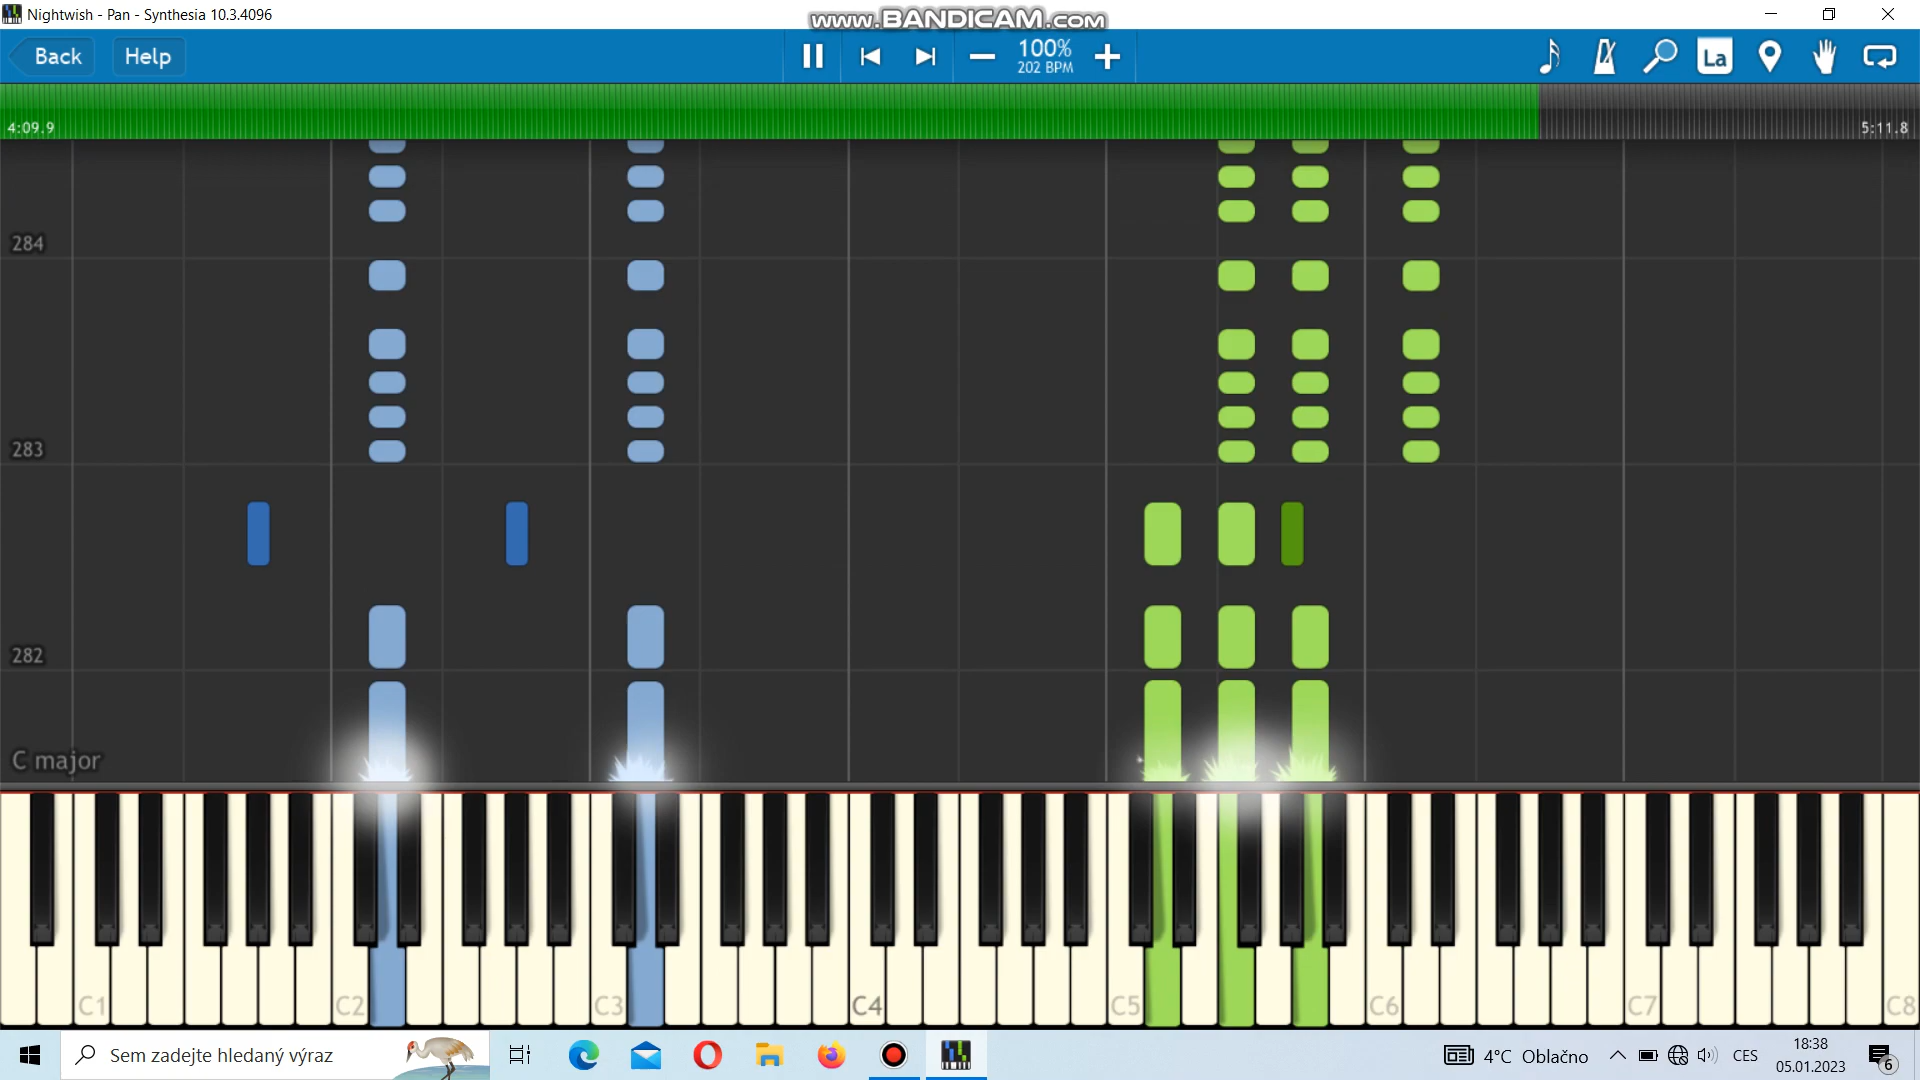 Nightwish - Pan - Synthesia 10.3.4096
www.BANDICAM.com
Back
Help
100%
202 BPM
La
4:09.9
5:11.8
284
283
282
C major
C1
C2
C3
C4
C5
C6
C7
C8
Sem zadejte hledaný výraz
4°C Oblačno
CES
18:38
05.01.2023
6